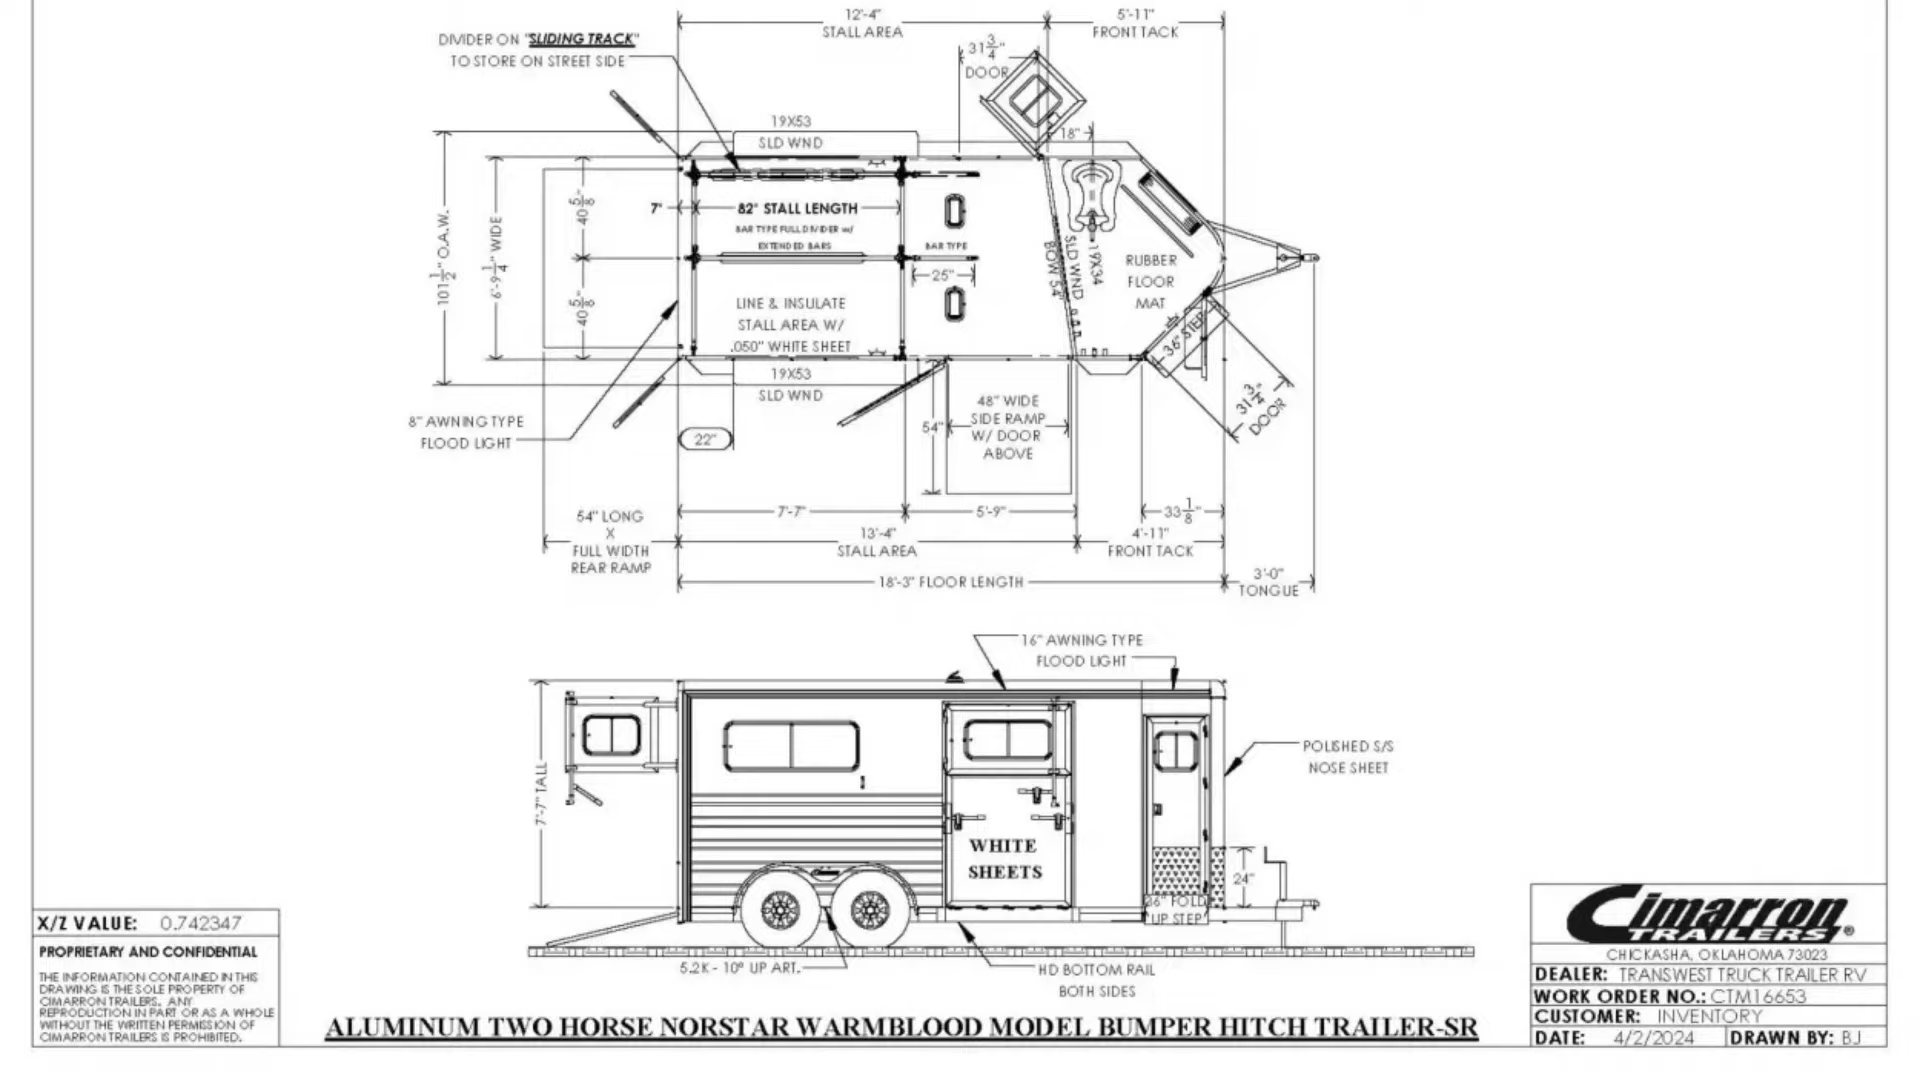 12'-4"
STALL AREA
5'-11"
FRONT TACK
DIVIDER ON "SLIDING TRACK"
TO STORE ON STREET SIDE
31 3/4"
DOOR
19X53
SLD WND
18"
101 1/2" O.A.W.
6'-9 1/4" WIDE
40 5/8
40 5/8
7"
82" STALL LENGTH
BAR TYPE FULL DIVIDER w/
EXTENDED BARS
BAR TYPE
25"
BOW 54"
SLD WND
19X34
RUBBER
FLOOR
MAT
LINE & INSULATE
STALL AREA W/
.050" WHITE SHEET
36" STEP
19X53
SLD WND
31 3/4"
DOOR
8" AWNING TYPE
FLOOD LIGHT
22"
54"
48" WIDE
SIDE RAMP
W/ DOOR
ABOVE
7'-7"
5'-9"
33 1/8"
54" LONG
X
FULL WIDTH
REAR RAMP
13'-4"
STALL AREA
4'-11"
FRONT TACK
18'-3" FLOOR LENGTH
3'-0"
TONGUE
16" AWNING TYPE
FLOOD LIGHT
7'-7" TALL
POLISHED S/S
NOSE SHEET
WHITE
SHEETS
24"
36" FOLD
UP STEP
5.2K - 10° UP ART.
HD BOTTOM RAIL
BOTH SIDES
X/Z VALUE: 0.742347
PROPRIETARY AND CONFIDENTIAL
THE INFORMATION CONTAINED IN THIS
DRAWING IS THE SOLE PROPERTY OF
CIMARRON TRAILERS. ANY
REPRODUCTION IN PART OR AS A WHOLE
WITHOUT THE WRITTEN PERMISSION OF
CIMARRON TRAILERS IS PROHIBITED.
ALUMINUM TWO HORSE NORSTAR WARMBLOOD MODEL BUMPER HITCH TRAILER-SR
Cimarron ®
TRAILERS
CHICKASHA, OKLAHOMA 73023
DEALER: TRANSWEST TRUCK TRAILER RV
WORK ORDER NO.: CTM16653
CUSTOMER: INVENTORY
DATE: 4/2/2024 DRAWN BY: BJ